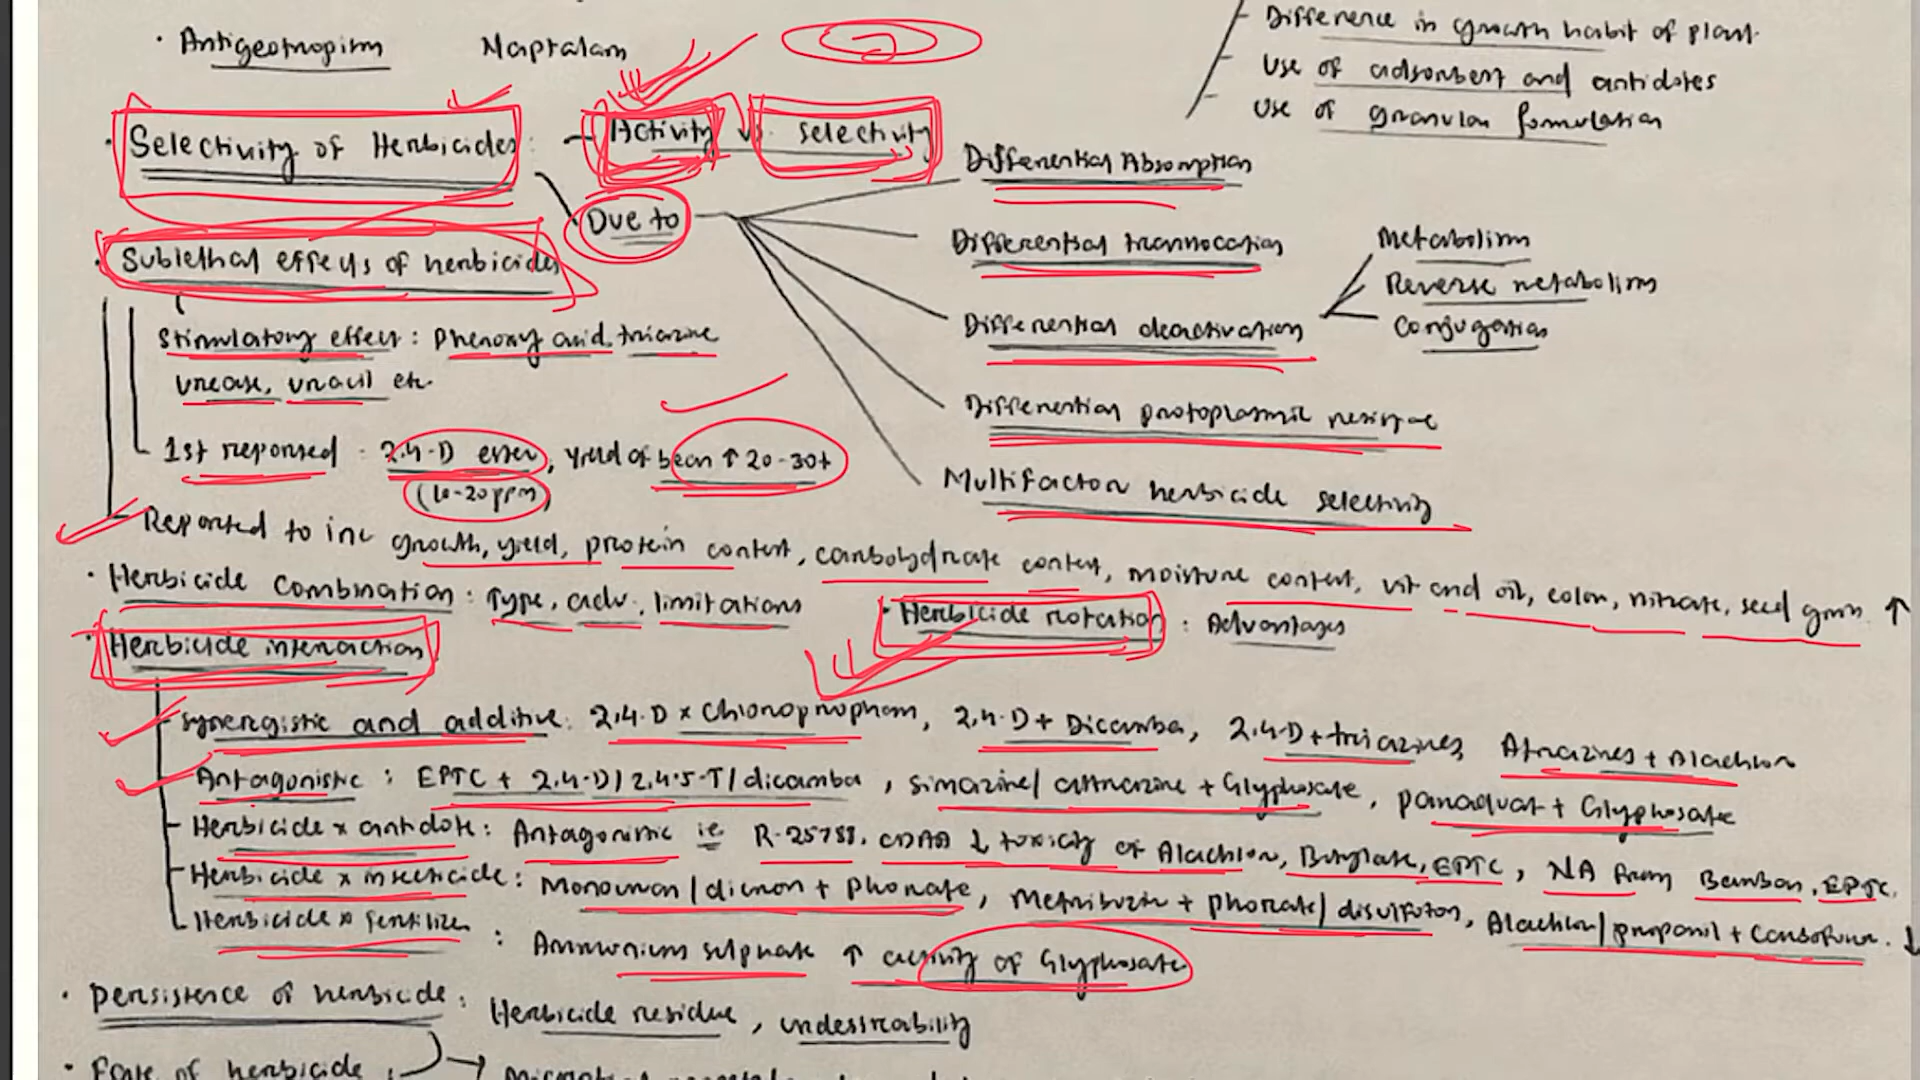 Difference in growth habit of plant
Use of adsorbent and antidotes
Use of granular formulation
· Antigeotropism Naptalam
· Selectivity of Herbicides: - Activity vs. selectivity
Due to
Differential Absorption
Differential translocation
Differential deactivation
Metabolism
Reverse metabolism
Conjugation
Differential protoplasmic resistance
Multifactor herbicide selectivity
· Sublethal effects of herbicides
Stimulatory effect: Phenoxy acid, triazine
urease, uracil etc.
1st reported: 2,4-D ester, yield of bean ↑ 20-30%
(10-20ppm)
Reported to inc growth, yield, protein content, carbohydrate content, moisture content, vit and oil, color, nitrate, seed grm ↑
· Herbicide combination: Type, adv, limitations
· Herbicide rotation: Advantages
· Herbicide interaction
Synergistic and additive: 2,4-D x Chloropropham, 2,4-D + Dicamba, 2,4-D + triazines, Atrazines + Alachlor
Antagonistic: EPTC + 2,4-D/2,4,5-T/dicamba, Simazine/atrazine + Glyphosate, paraquat + Glyphosate
Herbicide x antidote: Antagonistic ie R-25788, CDAA ↓ toxicity of Alachlor, Butylate, EPTC, NA from Barban, EPTC
Herbicide x insecticide: Monouron/diuron + Phorate, Metribuzin + phorate/disulfoton, Alachlor/propanil + Carbofuran ↓
Herbicide x fertilizer: Ammonium sulphate ↑ activity of Glyphosate
· Persistence of herbicide: Herbicide residue, undesirability
· Fate of herbicide: